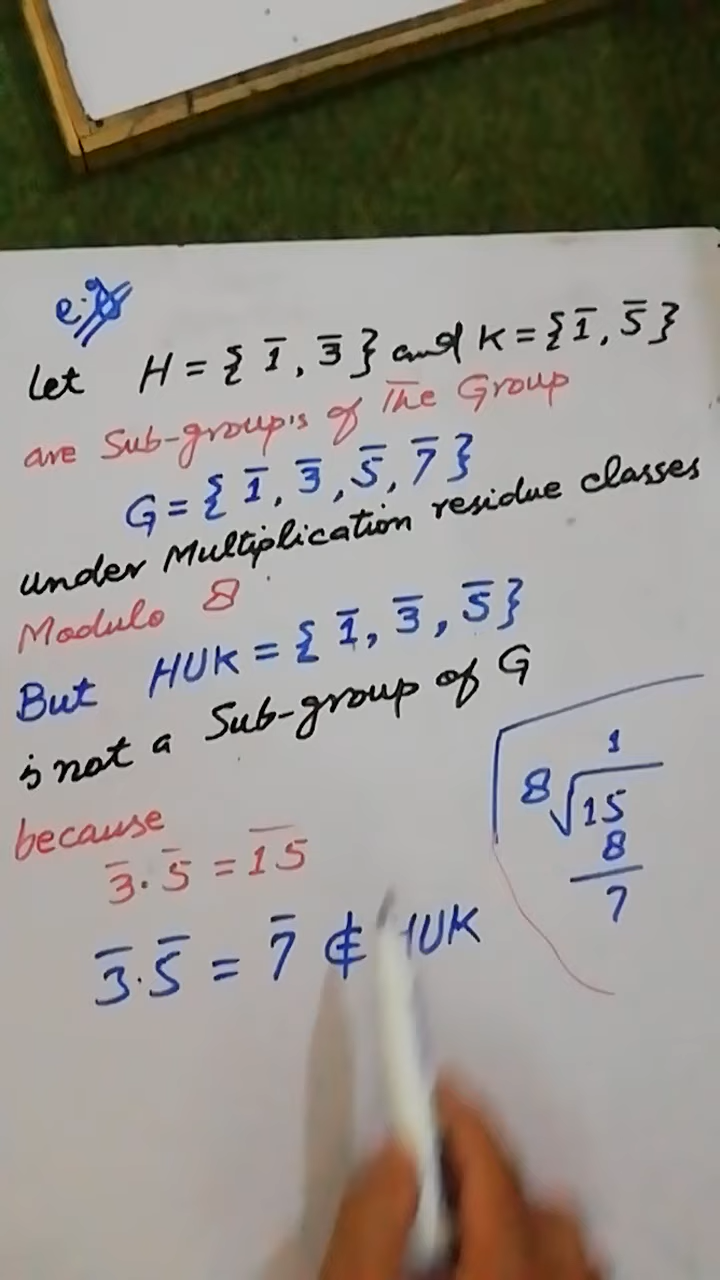 e.g
Let H = { 1̅, 3̅ } and K = { 1̅, 5̅ }
are Sub-group's of The Group
G = { 1̅, 3̅, 5̅, 7̅ }
under Multiplication residue classes
Modulo 8
But HUK = { 1̅, 3̅, 5̅ }
is not a Sub-group of G
because
3̅ . 5̅ = 1̅5̅
3̅ . 5̅ = 7̅ ∉ HUK
1
8√15
8
7